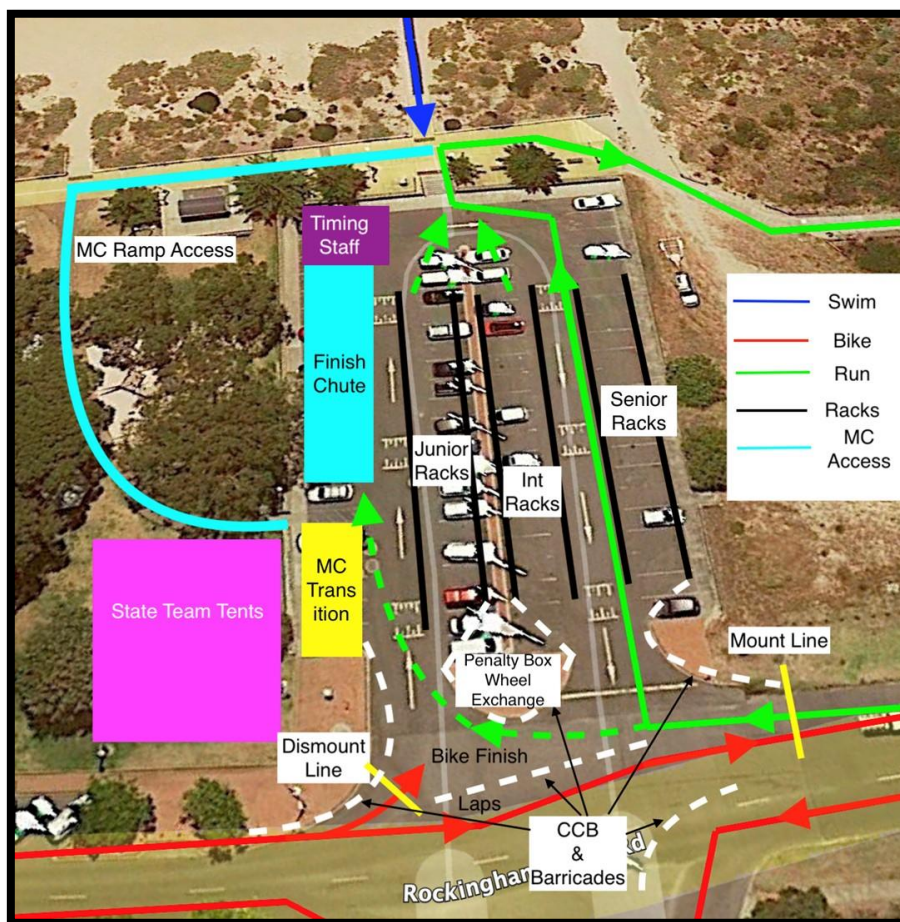 MC Ramp Access
Timing
Staff
Finish
Chute
Swim
Bike
Run
Racks
MC
Access
Senior
Racks
Junior
Racks
Int
Racks
MC
Trans
ition
State Team Tents
Penalty Box
Wheel
Exchange
Mount Line
Dismount
Line
Bike Finish
Laps
CCB
&
Barricades
Rd